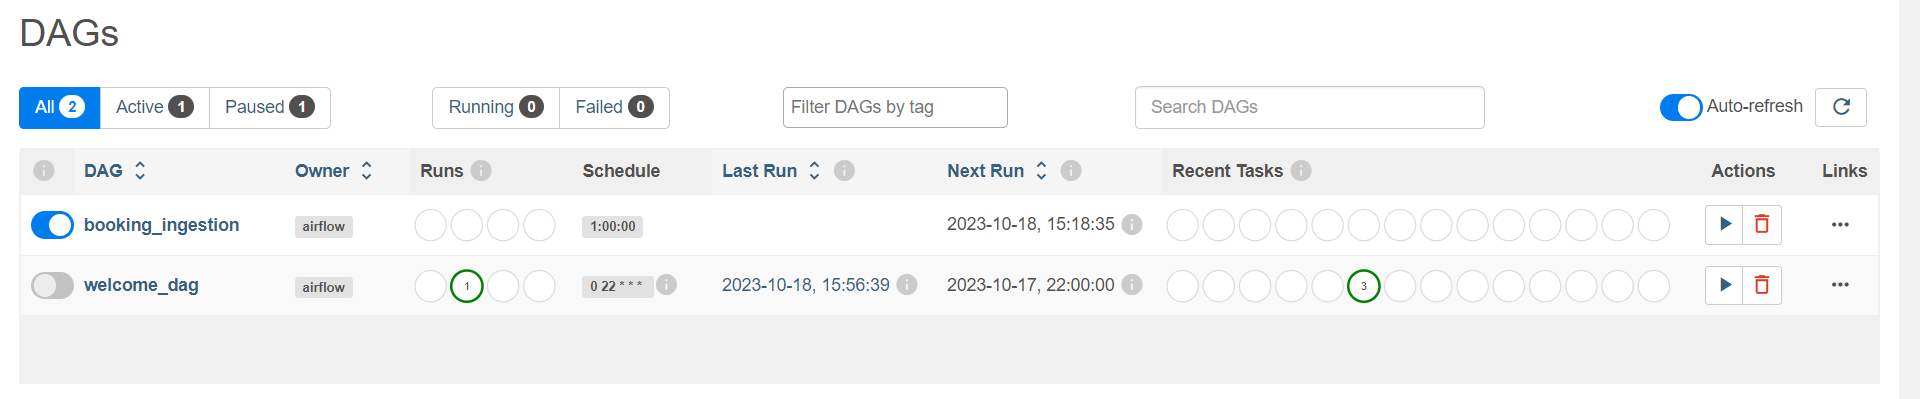 DAGs
All 2 Active 1 Paused 1 Running 0 Failed 0 Filter DAGs by tag Search DAGs Auto-refresh
i DAG Owner Runs i Schedule Last Run i Next Run i Recent Tasks i Actions Links
booking_ingestion airflow 1:00:00 2023-10-18, 15:18:35 i
welcome_dag airflow 1 0 22 * * * i 2023-10-18, 15:56:39 i 2023-10-17, 22:00:00 i 3